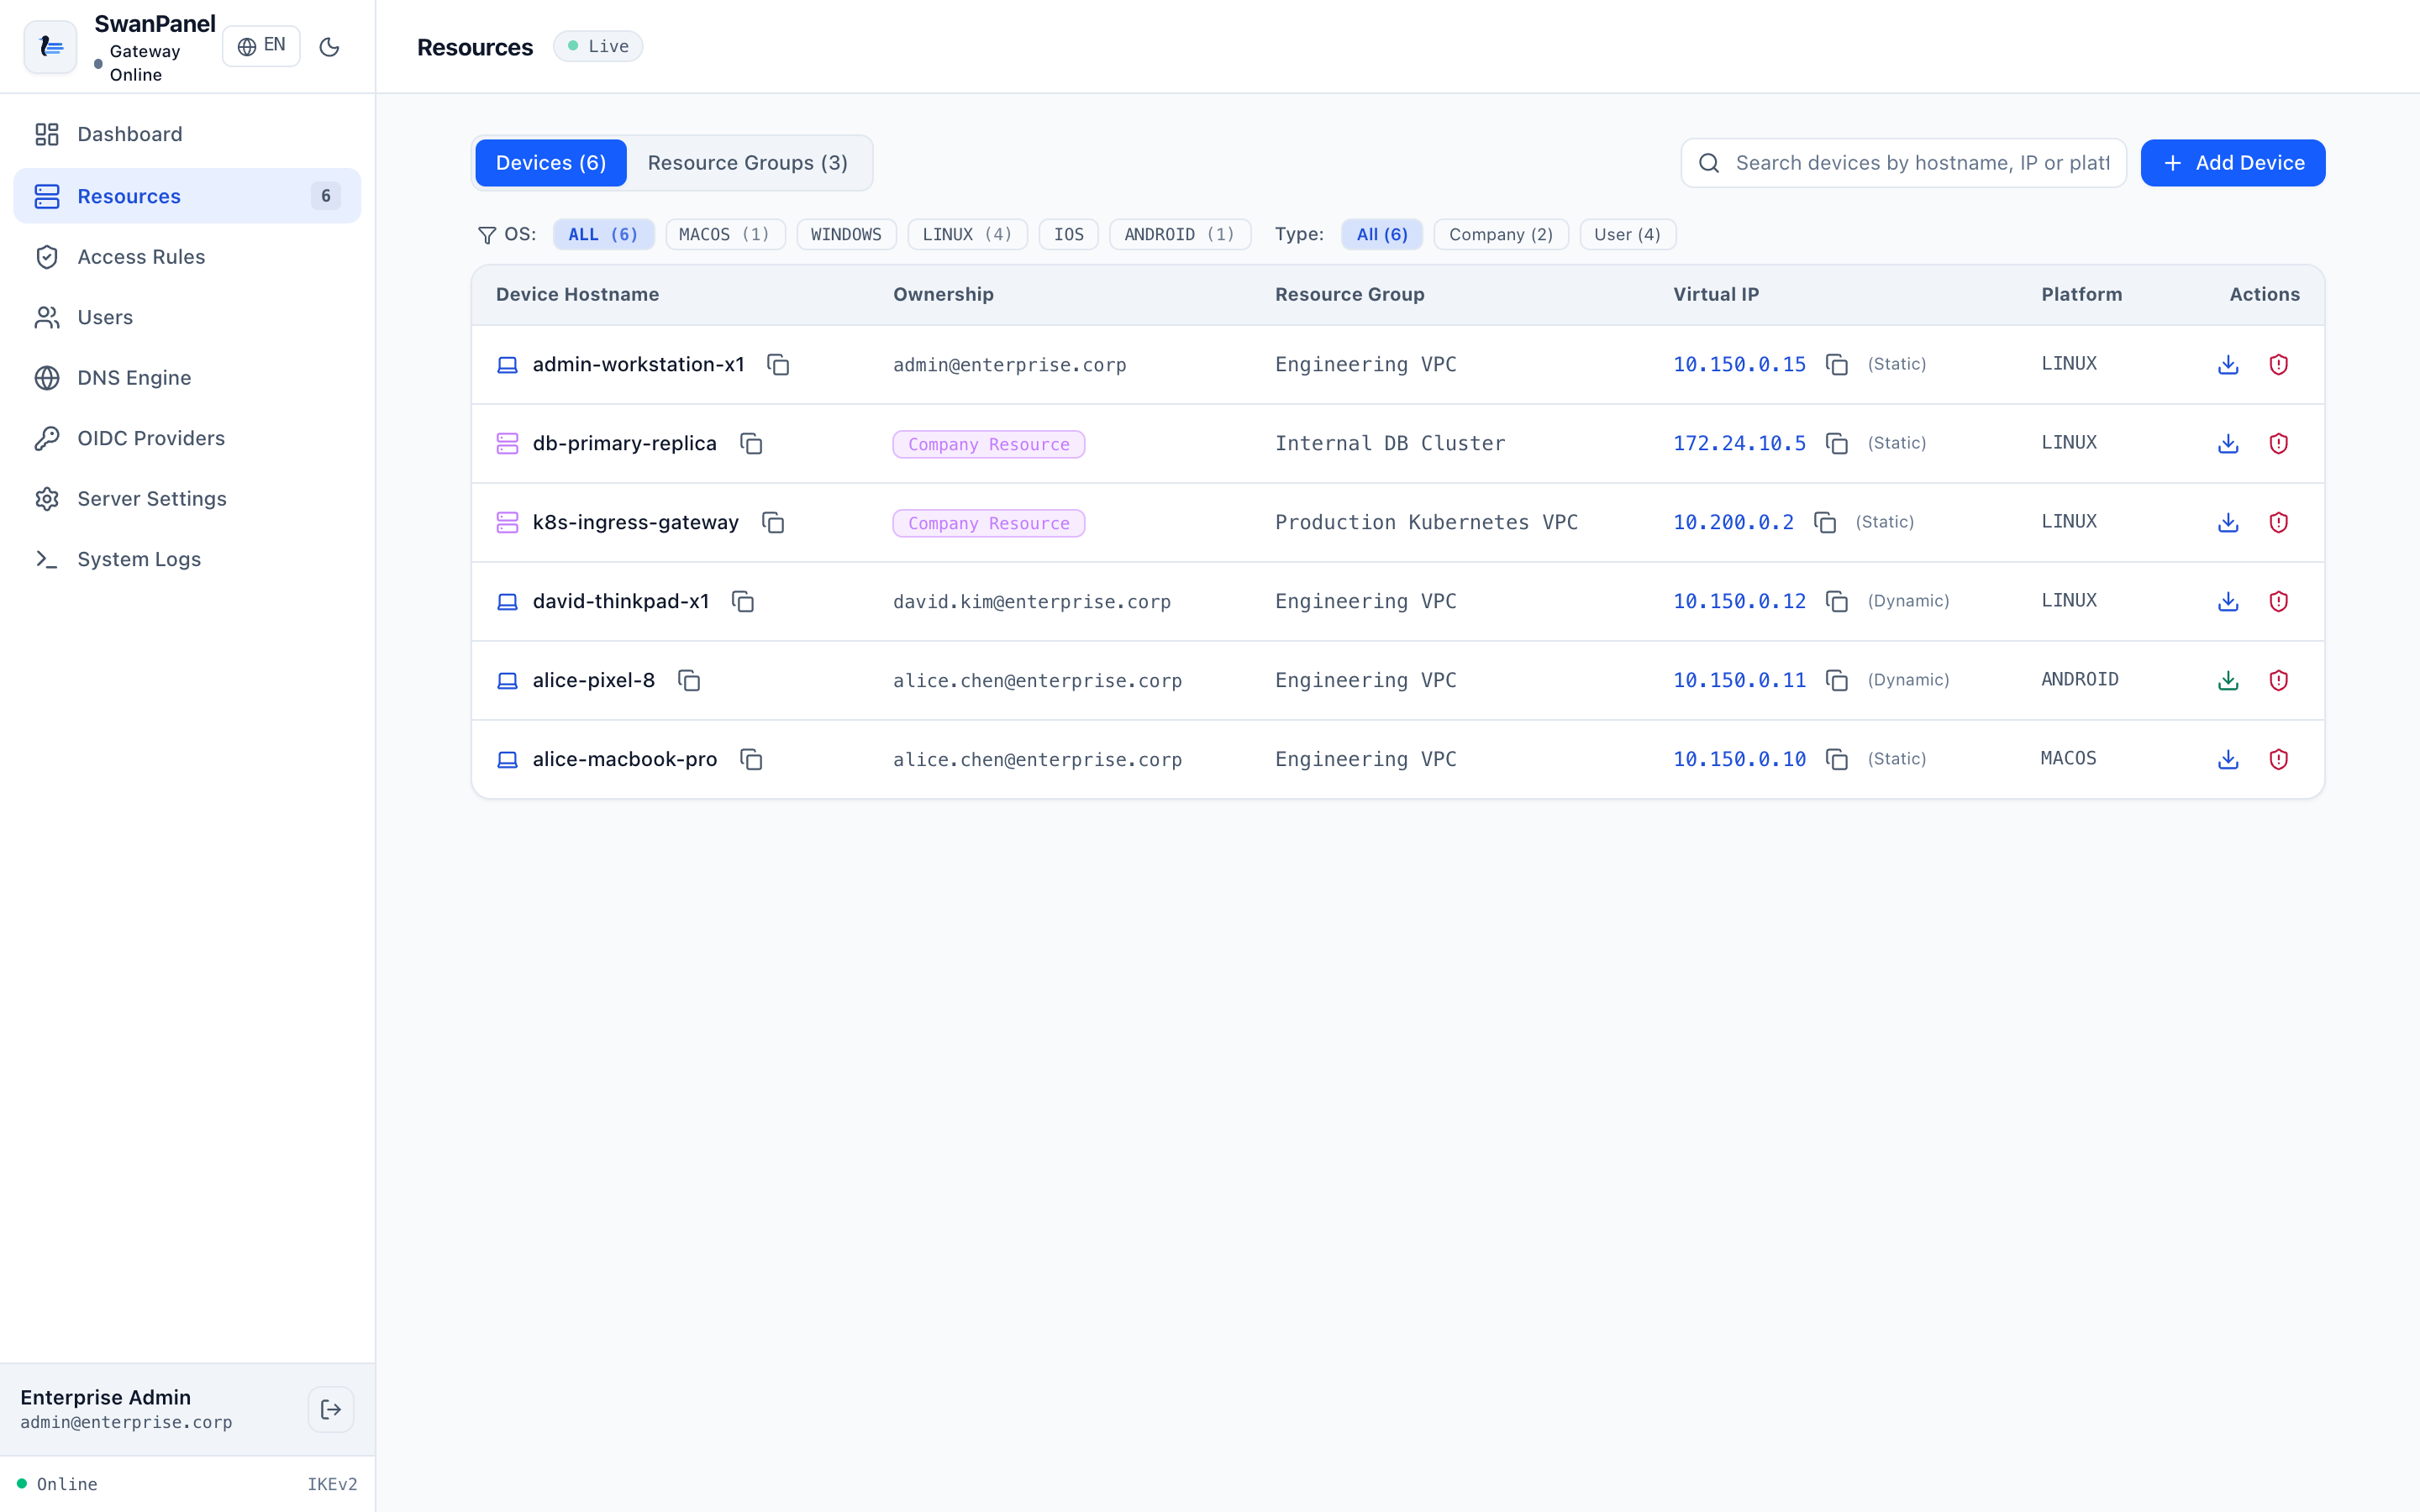 SwanPanel
Gateway
Online
EN
Resources
Live
Dashboard
Resources 6
Access Rules
Users
DNS Engine
OIDC Providers
Server Settings
System Logs
Enterprise Admin
admin@enterprise.corp
Online IKEv2
Devices (6) Resource Groups (3)
Search devices by hostname, IP or platf
Add Device
OS: ALL (6) MACOS (1) WINDOWS LINUX (4) IOS ANDROID (1) Type: All (6) Company (2) User (4)
Device Hostname Ownership Resource Group Virtual IP Platform Actions
admin-workstation-x1 admin@enterprise.corp Engineering VPC 10.150.0.15 (Static) LINUX
db-primary-replica Company Resource Internal DB Cluster 172.24.10.5 (Static) LINUX
k8s-ingress-gateway Company Resource Production Kubernetes VPC 10.200.0.2 (Static) LINUX
david-thinkpad-x1 david.kim@enterprise.corp Engineering VPC 10.150.0.12 (Dynamic) LINUX
alice-pixel-8 alice.chen@enterprise.corp Engineering VPC 10.150.0.11 (Dynamic) ANDROID
alice-macbook-pro alice.chen@enterprise.corp Engineering VPC 10.150.0.10 (Static) MACOS